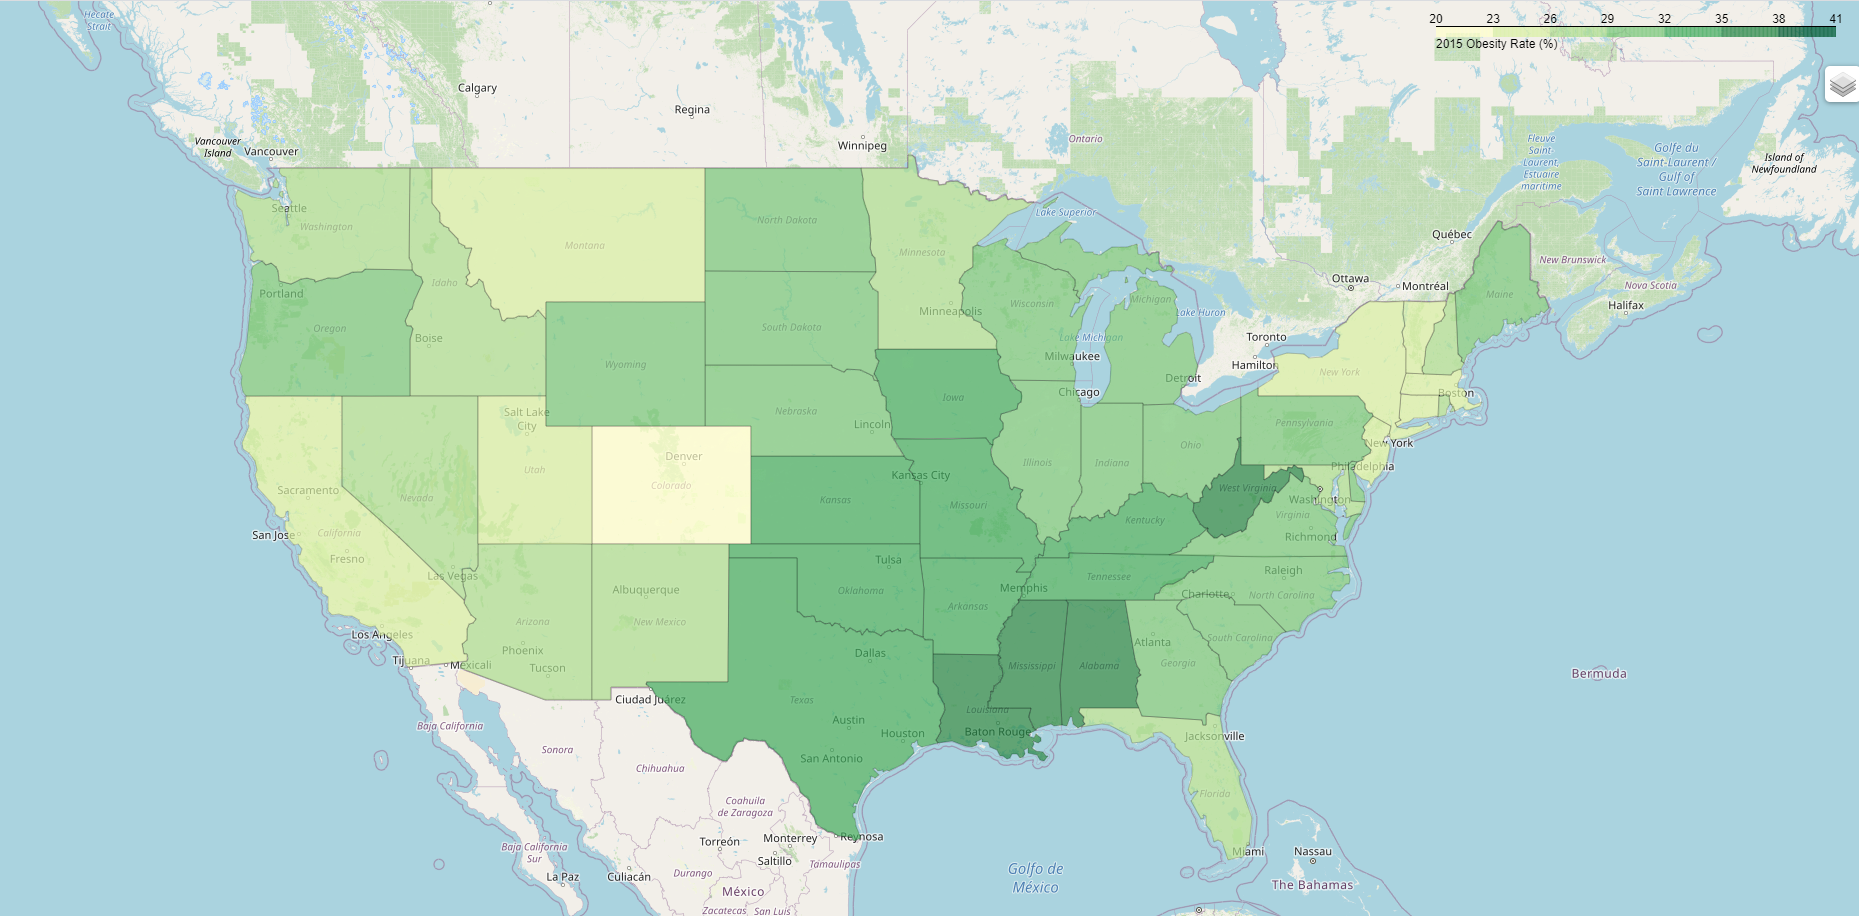 20 23 26 29 32 35 38 41
2015 Obesity Rate (%)
Hecate
Strait
Calgary
Regina
Winnipeg
Ontario
Vancouver
Island
Vancouver
Fleuve
Saint-
Laurent,
Estuaire
maritime
Golfe du
Saint-Laurent /
Gulf of
Saint Lawrence
Island of
Newfoundland
Seattle
Washington
Montana
North Dakota
Minnesota
Lake Superior
Québec
Ottawa
Montréal
New Brunswick
Nova Scotia
Halifax
Maine
Idaho
Portland
Oregon
Boise
Wyoming
South Dakota
Minneapolis
Wisconsin
Michigan
Lake Huron
Lake Michigan
Milwaukee
Toronto
Hamilton
Detroit
Chicago
New York
Boston
Iowa
Nebraska
Lincoln
Salt Lake
City
Utah
Denver
Colorado
Nevada
Sacramento
California
San Jose
Fresno
Las Vegas
Los Angeles
Kansas City
Kansas
Missouri
Illinois
Indiana
Ohio
Pennsylvania
New York
Philadelphia
West Virginia
Washington
Virginia
Richmond
Kentucky
Tulsa
Oklahoma
Arkansas
Memphis
Tennessee
Raleigh
Charlotte
North Carolina
South Carolina
Albuquerque
New Mexico
Arizona
Phoenix
Tucson
Tijuana
Mexicali
Ciudad Juárez
Dallas
Texas
Austin
Houston
San Antonio
Mississippi
Alabama
Atlanta
Georgia
Louisiana
Baton Rouge
Jacksonville
Florida
Miami
Bermuda
Baja California
Sonora
Chihuahua
Coahuila
de Zaragoza
Reynosa
Monterrey
Torreón
Saltillo
Tamaulipas
Baja California
Sur
La Paz
Culiacán
Durango
México
Zacatecas
San Luis
Golfo de
México
Nassau
The Bahamas